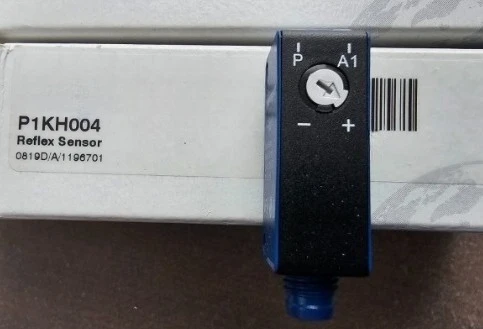 P A1
- +
P1KH004
Reflex Sensor
0819D/A/1196701